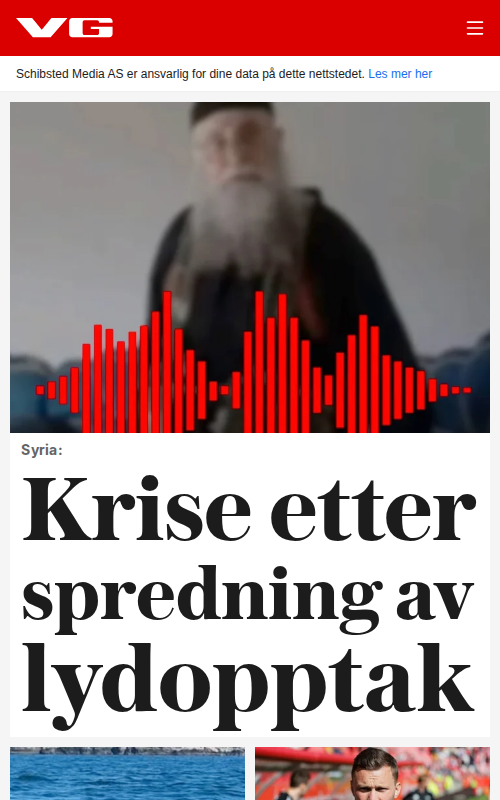 VG
Schibsted Media AS er ansvarlig for dine data på dette nettstedet. Les mer her
Syria:
Krise etter
spredning av
lydopptak